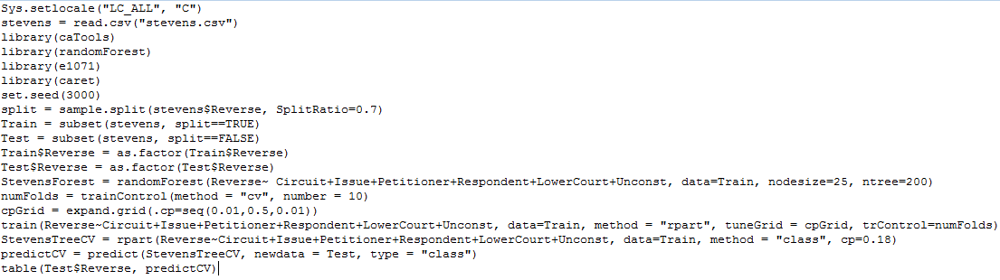 Sys.setlocale("LC_ALL", "C")
stevens = read.csv("stevens.csv")
library(caTools)
library(randomForest)
library(e1071)
library(caret)
set.seed(3000)
split = sample.split(stevens$Reverse, SplitRatio=0.7)
Train = subset(stevens, split==TRUE)
Test = subset(stevens, split==FALSE)
Train$Reverse = as.factor(Train$Reverse)
Test$Reverse = as.factor(Test$Reverse)
StevensForest = randomForest(Reverse~ Circuit+Issue+Petitioner+Respondent+LowerCourt+Unconst, data=Train, nodesize=25, ntree=200)
numFolds = trainControl(method = "cv", number = 10)
cpGrid = expand.grid(.cp=seq(0.01,0.5,0.01))
train(Reverse~Circuit+Issue+Petitioner+Respondent+LowerCourt+Unconst, data=Train, method = "rpart", tuneGrid = cpGrid, trControl=numFolds)
StevensTreeCV = rpart(Reverse~Circuit+Issue+Petitioner+Respondent+LowerCourt+Unconst, data=Train, method = "class", cp=0.18)
predictCV = predict(StevensTreeCV, newdata = Test, type = "class")
table(Test$Reverse, predictCV)